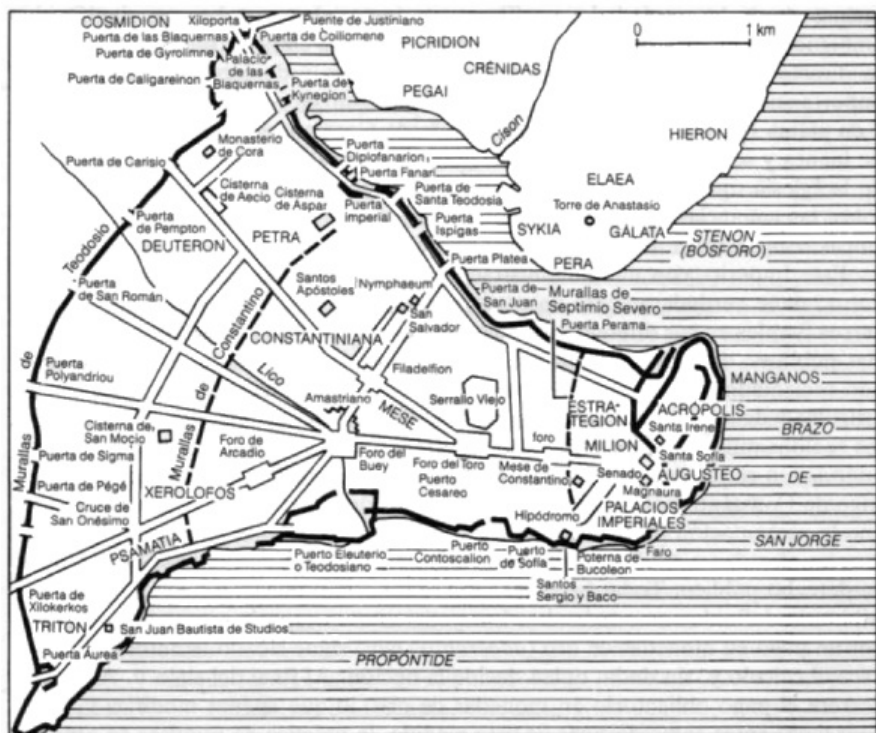 COSMIDION
Xiloporta
Puente de Justiniano
Puerta de las Blaquernas
Puerta de Coiliomene
Puerta de Gyrolimne
PICRIDION
0 1 km
Palacio
de las
Blaquernas
CRÉNIDAS
Puerta de Caligareinon
Puerta de
Kynegion
PEGAI
Cison
HIERON
Monasterio
de Cora
Puerta
Diplofanarion
Puerta de Carisio
Puerta Fanari
ELAEA
Cisterna
de Aecio
Cisterna
de Aspar
Puerta de
Santa Teodosia
Torre de Anastasio
Puerta
imperial
Puerta
de Pempton
Puerta
Ispigas
SYKIA
GÁLATA
STENON
(BÓSFORO)
DEUTERON
PETRA
Teodosio
Puerta Platea
PERA
Puerta
de San Román
Santos
Apóstoles
Nymphaeum
Puerta de
San Juan
Murallas de
Septimio Severo
San
Salvador
Puerta Perama
Constantino
CONSTANTINIANA
de
Puerta
Polyandriou
Lico
Filadelfion
MANGANOS
de
Amastriano
MESE
Serrallo Viejo
ESTRA-
TEGION
ACRÓPOLIS
Santa Irene
Cisterna de
San Mocio
Murallas
Foro de
Arcadio
foro
MILION
BRAZO
Santa Sofía
Murallas
Puerta de Sigma
Foro del
Buey
Foro del Toro
Mese de
Constantino
Senado
AUGUSTEO
DE
Puerta de Pégé
XEROLOFOS
Puerto
Cesareo
Magnaura
Cruce de
San Onésimo
Hipódromo
PALACIOS
IMPERIALES
PSAMATIA
SAN JORGE
Puerto Eleuterio
o Teodosiano
Puerto
Contoscalion
Puerto
de Sofía
Poterna de
Bucoleon
Faro
Santos
Sergio y Baco
Puerta de
Xilokerkos
TRITON
San Juan Bautista de Studios
Puerta Aurea
PROPÓNTIDE